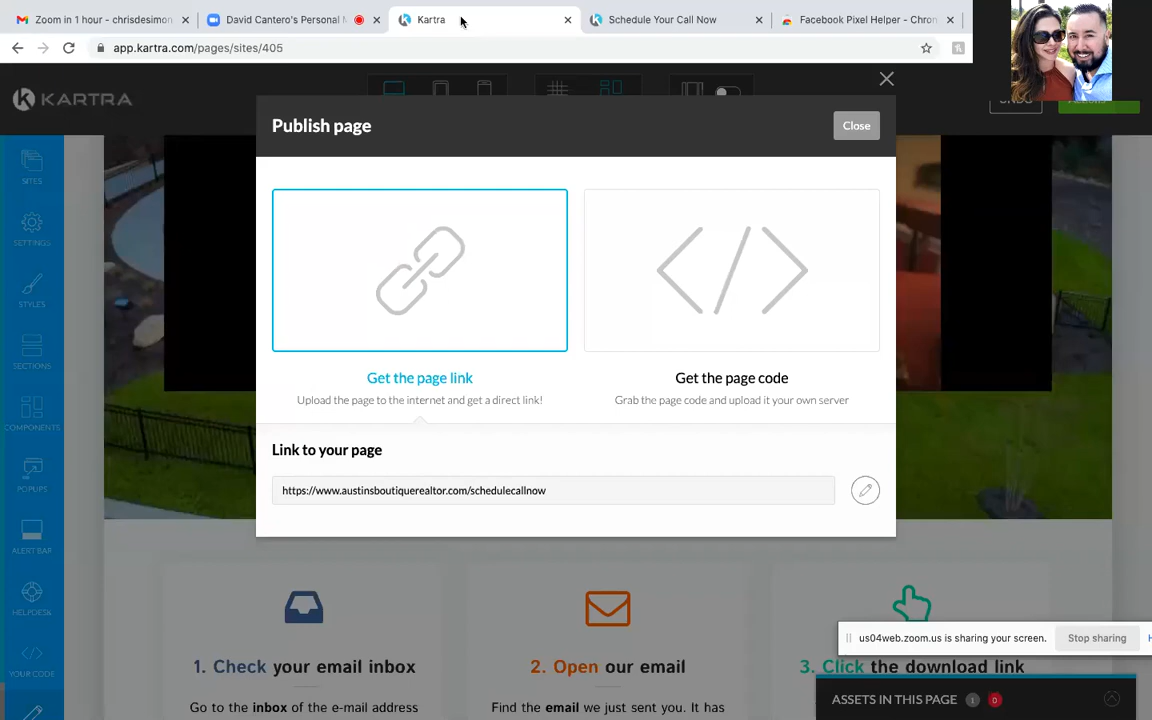 Zoom in 1 hour - chrisdesimon
David Cantero's Personal M
Kartra
Schedule Your Call Now
Facebook Pixel Helper - Chron
app.kartra.com/pages/sites/405
KARTRA
UNDO
Publish page
Close
SITES
SETTINGS
STYLES
SECTIONS
COMPONENTS
POPUPS
ALERT BAR
HELPDESK
YOUR CODE
Get the page link
Upload the page to the internet and get a direct link!
Get the page code
Grab the page code and upload it your own server
Link to your page
https://www.austinsboutiquerealtor.com/schedulecallnow
us04web.zoom.us is sharing your screen.
Stop sharing
1. Check your email inbox
2. Open our email
3. Click the download link
Go to the inbox of the e-mail address
Find the email we just sent you. It has
ASSETS IN THIS PAGE 1 0